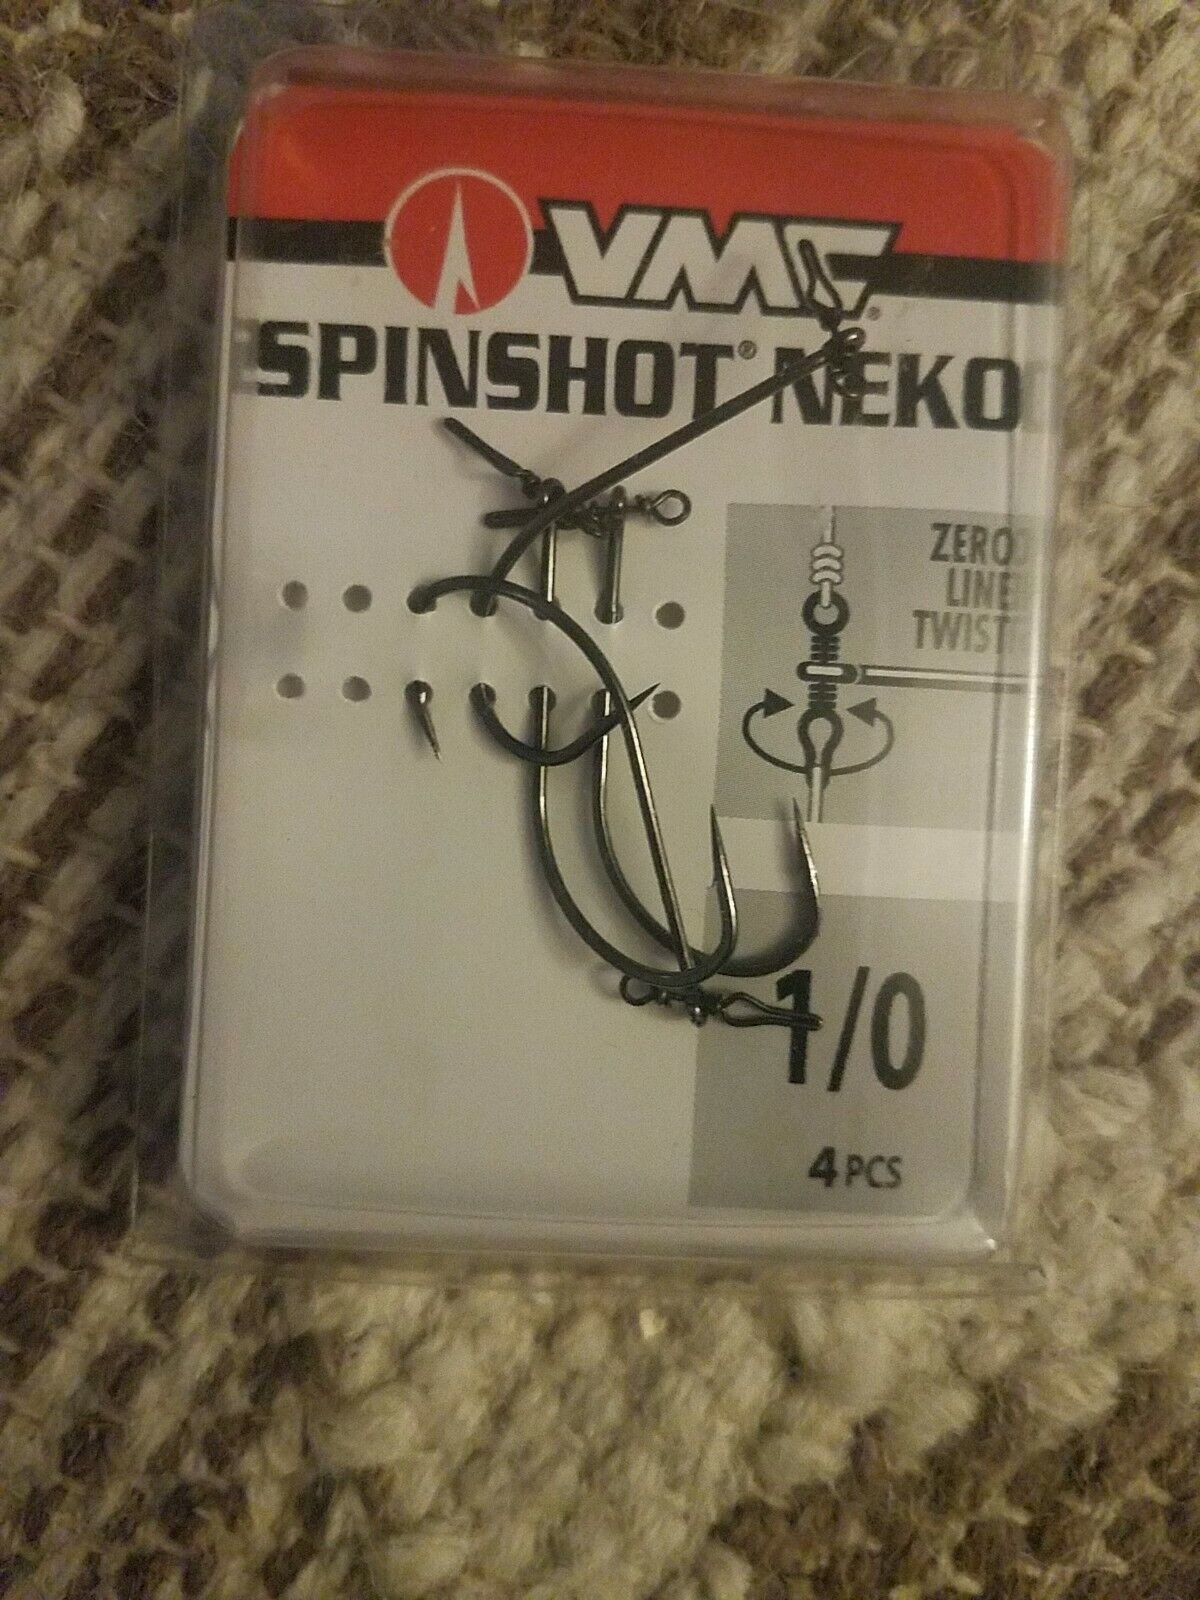 VMC®
SPINSHOT® NEKO
ZERO
LINE
TWIST
1/0
4 PCS